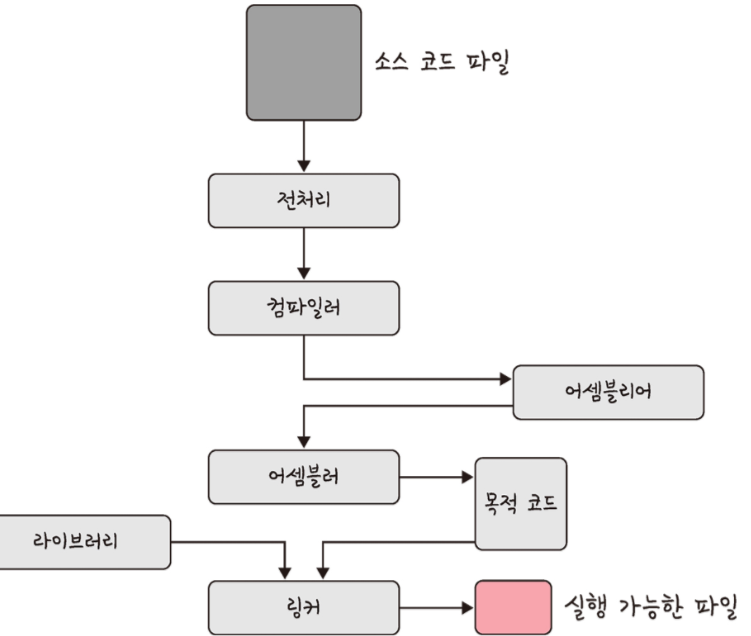 소스 코드 파일
전처리
컴파일러
어셈블리어
어셈블러
목적 코드
라이브러리
링커
실행 가능한 파일